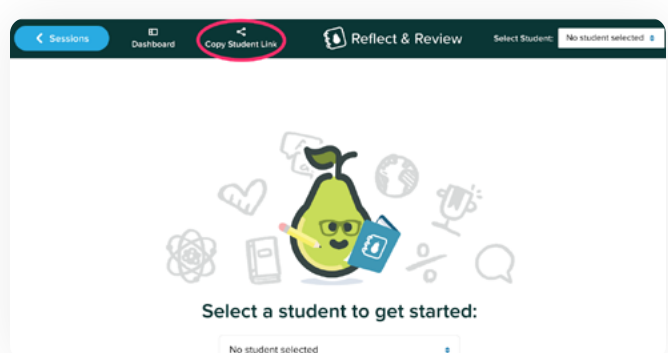 Sessions
Dashboard
Copy Student Link
Reflect & Review
Select Student:
No student selected
Select a student to get started:
No student selected